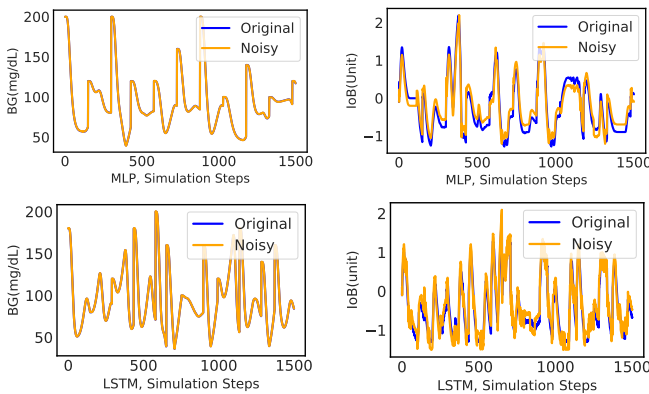 BG(mg/dL)
200
150
100
50
Original
Noisy
0
500
1000
1500
MLP, Simulation Steps
IoB(Unit)
2
1
0
−1
Original
Noisy
0
500
1000
1500
MLP, Simulation Steps
BG(mg/dL)
200
150
100
50
Original
Noisy
0
500
1000
1500
LSTM, Simulation Steps
IoB(unit)
2
1
0
−1
Original
Noisy
0
500
1000
1500
LSTM, Simulation Steps